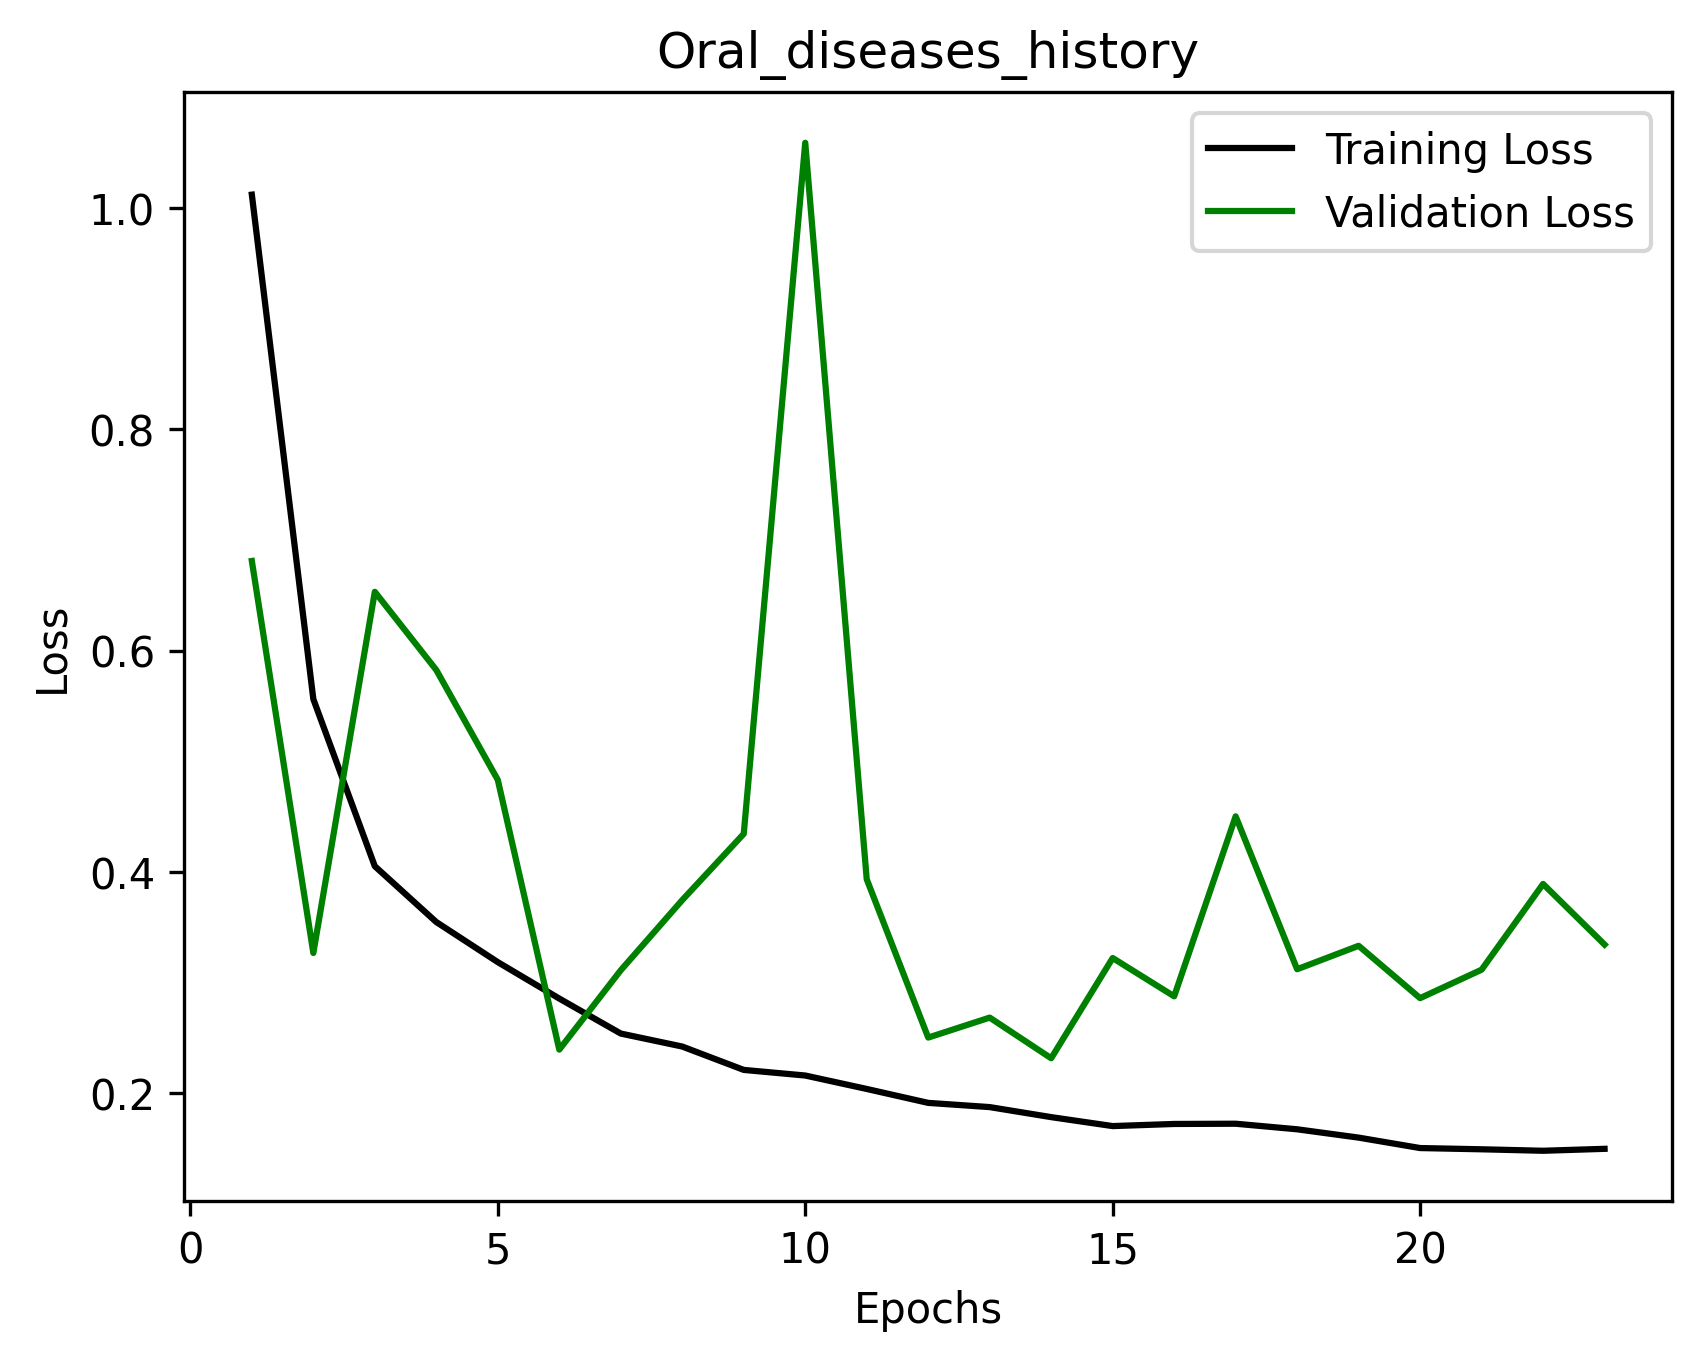 Oral_diseases_history
Training Loss
Validation Loss
1.0
0.8
0.6
0.4
0.2
Loss
0 5 10 15 20
Epochs